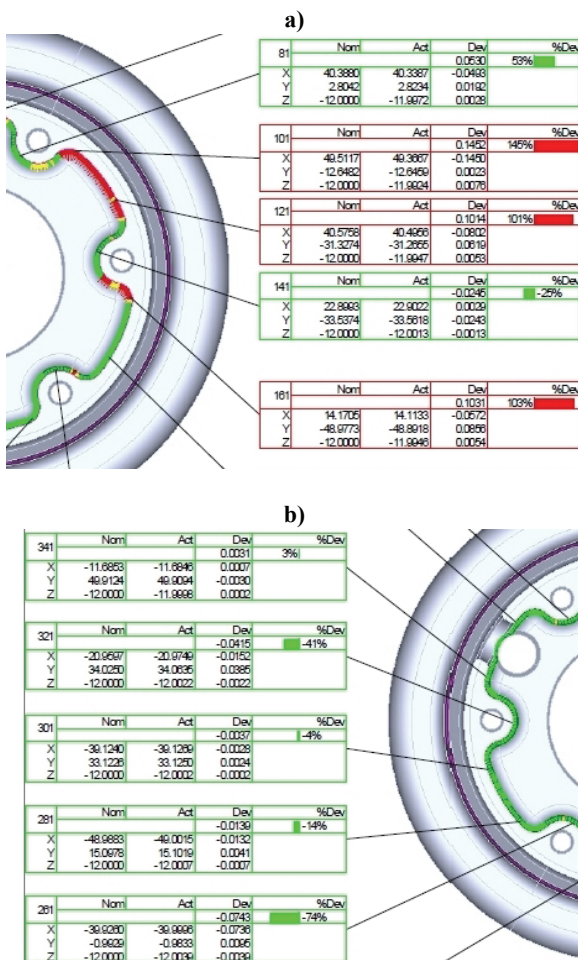 a)
81 Nom Act Dev %Dev
0.0530 53%
X 40.3880 40.3387 -0.0493
Y 2.8042 2.8234 0.0192
Z -12.0000 -11.9972 0.0028
101 Nom Act Dev %Dev
0.1452 145%
X 49.5117 49.3667 -0.1450
Y -12.6482 -12.6459 0.0023
Z -12.0000 -11.9924 0.0076
121 Nom Act Dev %Dev
0.1014 101%
X 40.5758 40.4956 -0.0802
Y -31.3274 -31.2655 0.0619
Z -12.0000 -11.9947 0.0053
141 Nom Act Dev %Dev
-0.0245 -25%
X 22.8993 22.9022 0.0029
Y -33.5374 -33.5618 -0.0243
Z -12.0000 -12.0013 -0.0013
161 Nom Act Dev %Dev
0.1031 103%
X 14.1705 14.1133 -0.0572
Y -48.9773 -48.8918 0.0856
Z -12.0000 -11.9946 0.0054
b)
341 Nom Act Dev %Dev
0.0031 3%
X -11.6853 -11.6846 0.0007
Y 49.9124 49.9094 -0.0030
Z -12.0000 -11.9998 0.0002
321 Nom Act Dev %Dev
-0.0415 -41%
X -20.9597 -20.9749 -0.0152
Y 34.0250 34.0635 0.0385
Z -12.0000 -12.0022 -0.0022
301 Nom Act Dev %Dev
-0.0037 -4%
X -39.1240 -39.1269 -0.0028
Y 33.1226 33.1250 0.0024
Z -12.0000 -12.0002 -0.0002
281 Nom Act Dev %Dev
-0.0139 -14%
X -48.9883 -49.0015 -0.0132
Y 15.0978 15.1019 0.0041
Z -12.0000 -12.0007 -0.0007
261 Nom Act Dev %Dev
-0.0743 -74%
X -39.9260 -39.9996 -0.0736
Y -0.9929 -0.9833 0.0095
Z -12.0000 -12.0039 -0.0039